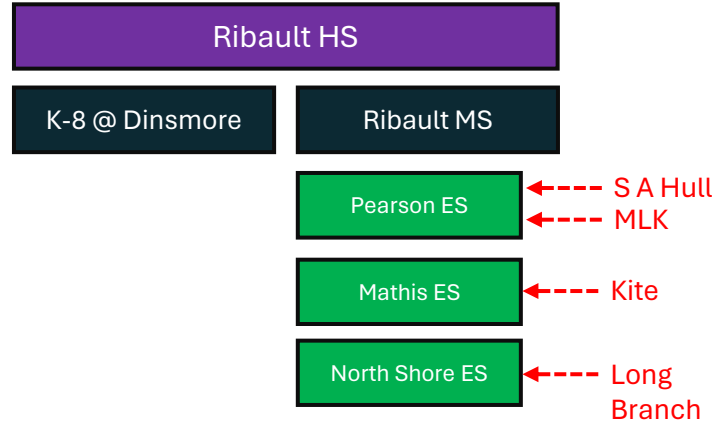 Ribault HS
K-8 @ Dinsmore
Ribault MS
Pearson ES
S A Hull
MLK
Mathis ES
Kite
North Shore ES
Long
Branch